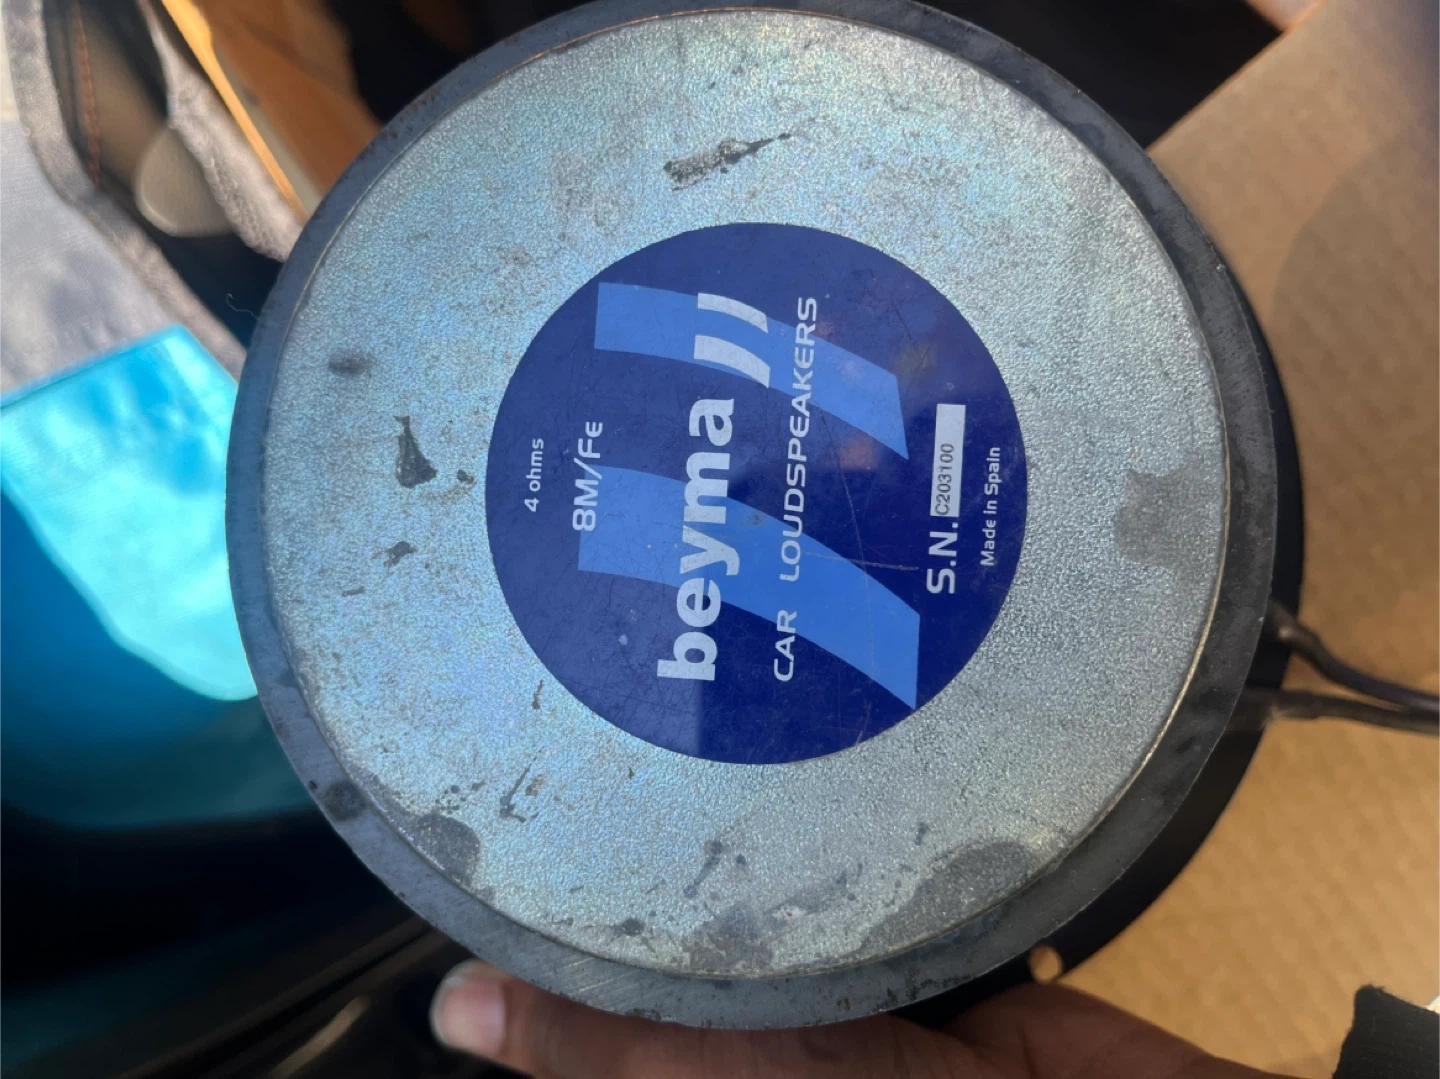 4 ohms
8M/Fe
beyma
CAR LOUDSPEAKERS
S.N. C203100
Made in Spain